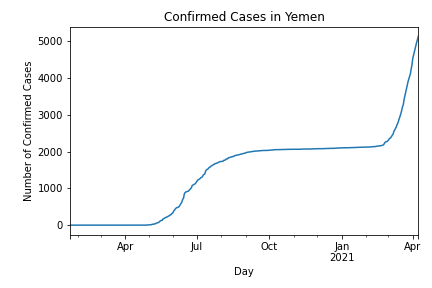 Confirmed Cases in Yemen
5000
4000
3000
2000
1000
0
Number of Confirmed Cases
Apr Jul Oct Jan Apr
2021
Day